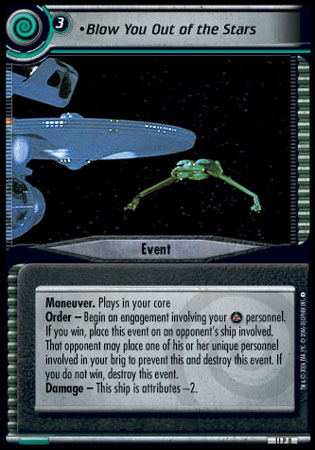 3
•Blow You Out of the Stars
Event
Maneuver. Plays in your core
Order – Begin an engagement involving your personnel.
If you win, place this event on an opponent's ship involved.
That opponent may place one of his or her unique personnel
involved in your brig to prevent this and destroy this event. If
you do not win, destroy this event.
Damage – This ship is attributes -2.
11 P 8